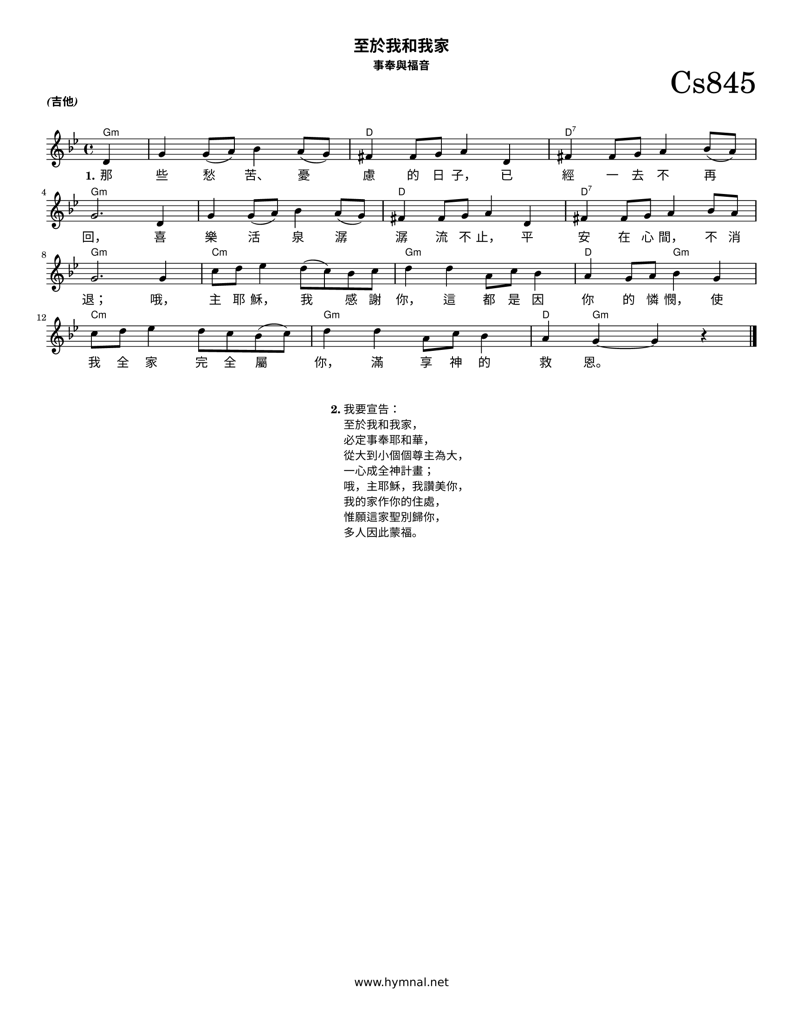 至於我和我家
事奉與福音
Cs845
(吉他)
Gm D D7
1. 那 些 愁 苦、 憂 慮 的 日 子， 已 經 一 去 不 再
4 Gm D D7
回， 喜 樂 活 泉 潺 潺 流 不 止， 平 安 在 心 間， 不 消
8 Gm Cm Gm D Gm
退； 哦， 主 耶 穌， 我 感 謝 你， 這 都 是 因 你 的 憐 憫， 使
12 Cm Gm D Gm
我 全 家 完 全 屬 你， 滿 享 神 的 救 恩。
2. 我要宣告：
至於我和我家，
必定事奉耶和華，
從大到小個個尊主為大，
一心成全神計畫；
哦，主耶穌，我讚美你，
我的家作你的住處，
惟願這家聖別歸你，
多人因此蒙福。
www.hymnal.net